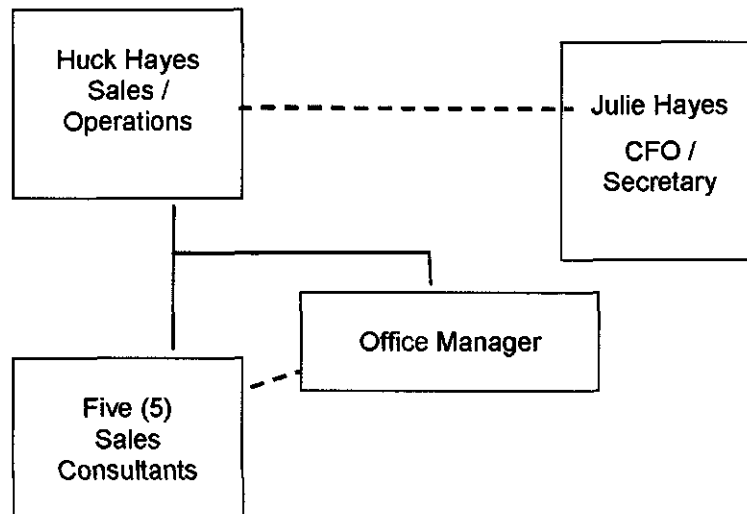 Huck Hayes
Sales /
Operations
Julie Hayes
CFO /
Secretary
Office Manager
Five (5)
Sales
Consultants